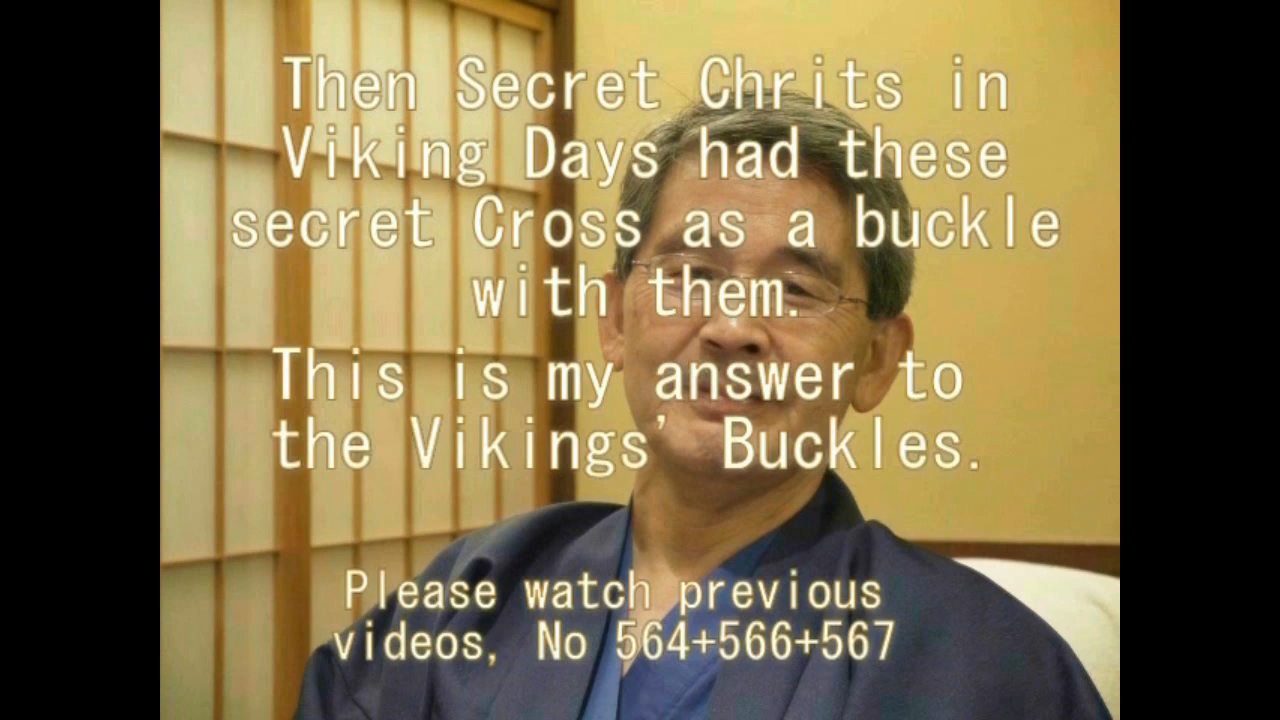 Then Secret Chrits in
Viking Days had these
secret Cross as a buckle
with them.
This is my answer to
the Vikings' Buckles.
Please watch previous
videos, No 564+566+567